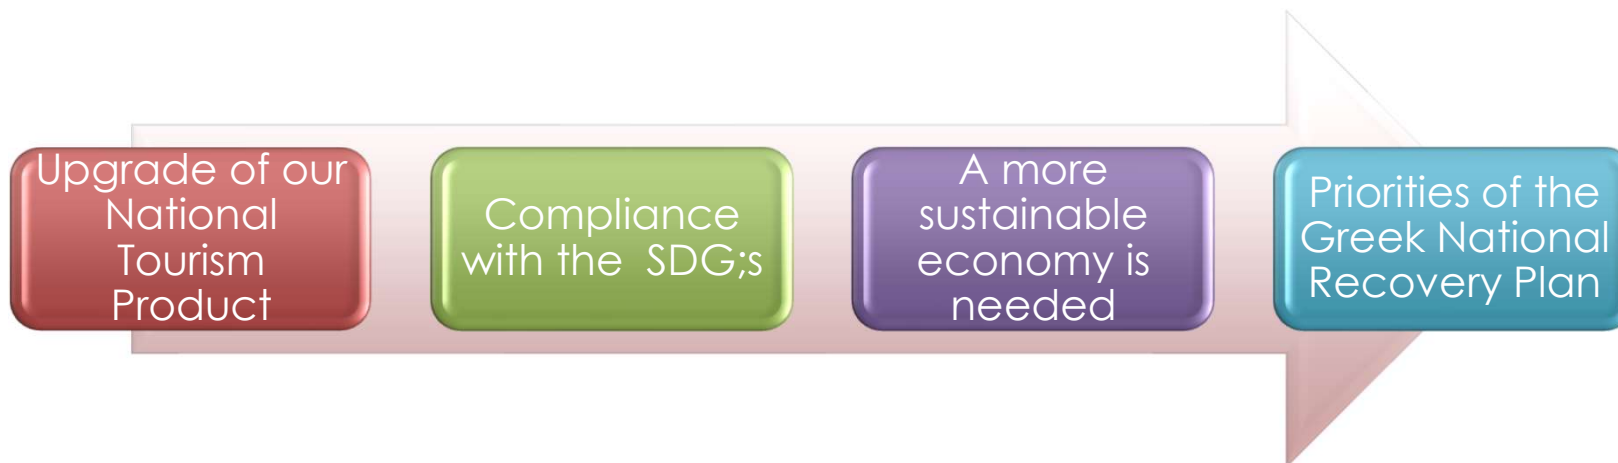 Upgrade of our
National
Tourism
Product
Compliance
with the  SDG;s
A more
sustainable
economy is
needed
Priorities of the
Greek National
Recovery Plan